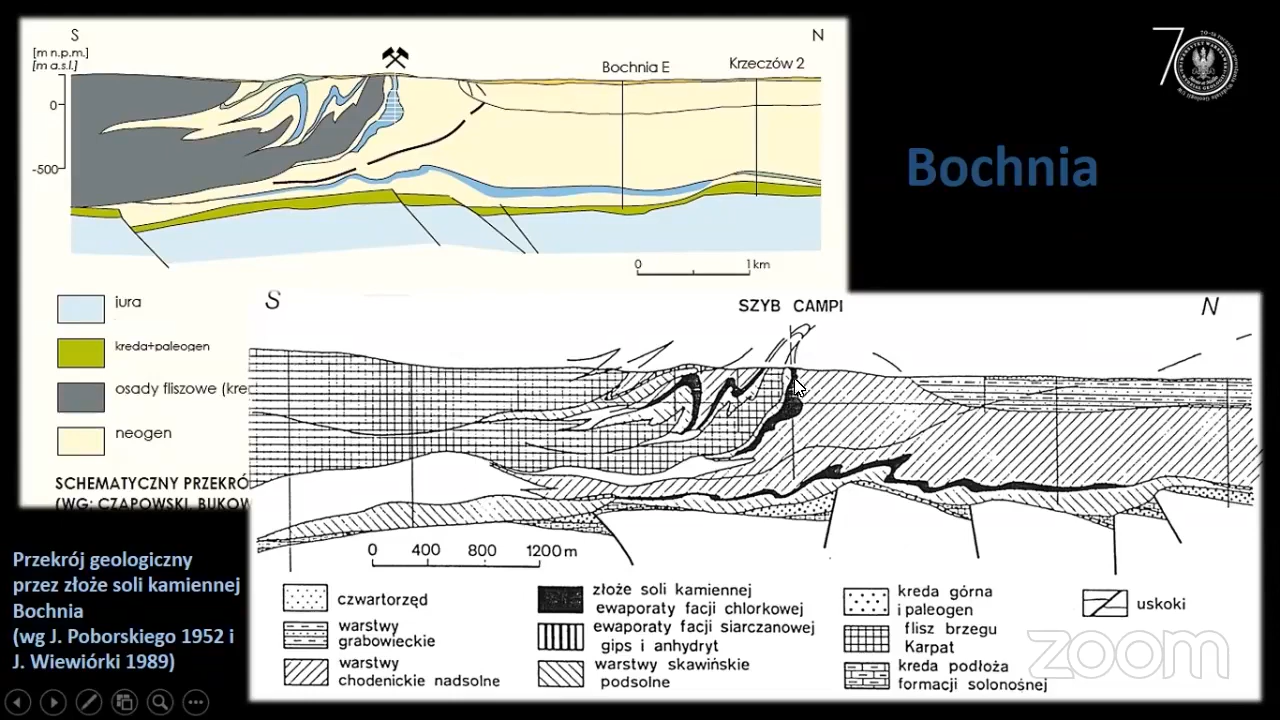 S
N
[m n.p.m.]
[m a.s.l.]
0
-500
Bochnia E
Krzeczów 2
0
1 km
jura
kreda+paleogen
osady fliszowe (kre
neogen
SCHEMATYCZNY PRZEKRÓ
(WG: CZAPOWSKI, BUKOW
70
Bochnia
S
SZYB CAMPI
N
0 400 800 1200 m
czwartorzęd
warstwy
grabowieckie
warstwy
chodenickie nadsolne
złoże soli kamiennej
ewaporaty facji chlorkowej
ewaporaty facji siarczanowej
gips i anhydryt
warstwy skawińskie
podsolne
kreda górna
i paleogen
flisz brzegu
Karpat
kreda podłoża
formacji solonośnej
uskoki
Przekrój geologiczny
przez złoże soli kamiennej
Bochnia
(wg J. Poborskiego 1952 i
J. Wiewiórki 1989)
zoom